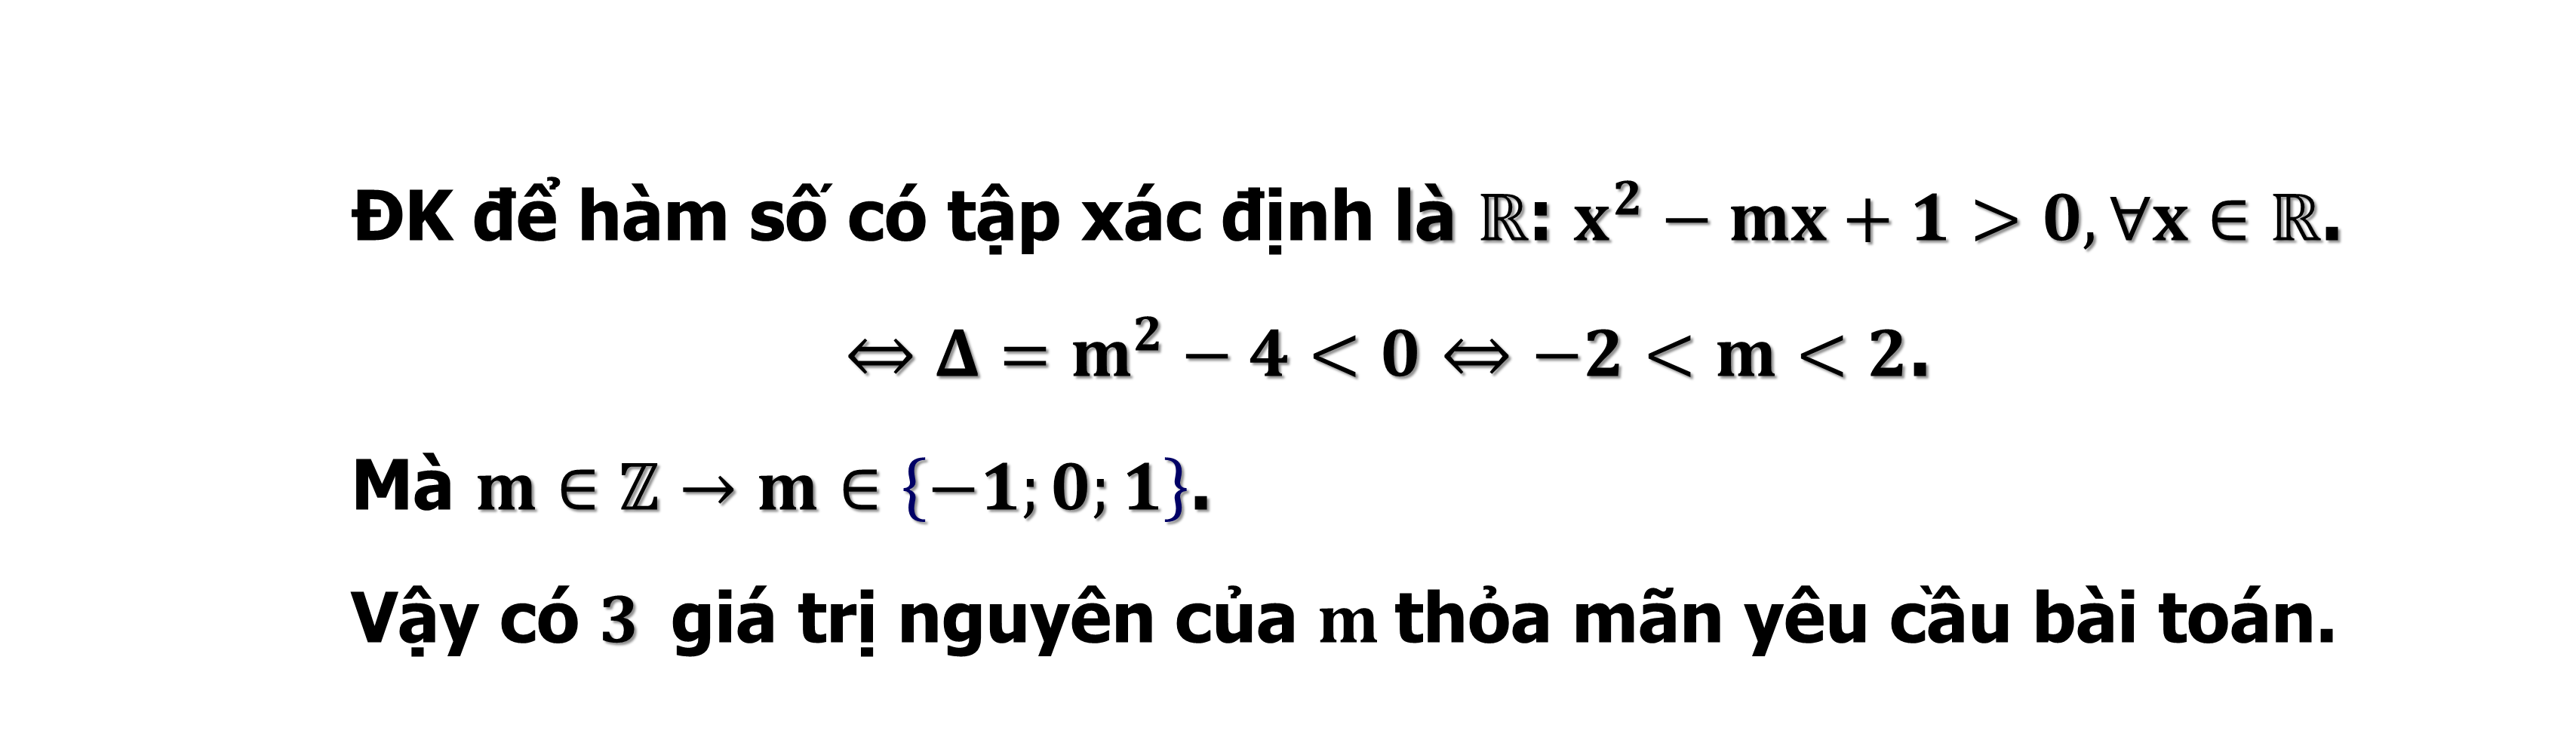 ĐK để hàm số có tập xác định là ℝ: x² − mx + 1 > 0, ∀x ∈ ℝ.
⇔ Δ = m² − 4 < 0 ⇔ −2 < m < 2.
Mà m ∈ ℤ → m ∈ {−1; 0; 1}.
Vậy có 3 giá trị nguyên của m thỏa mãn yêu cầu bài toán.